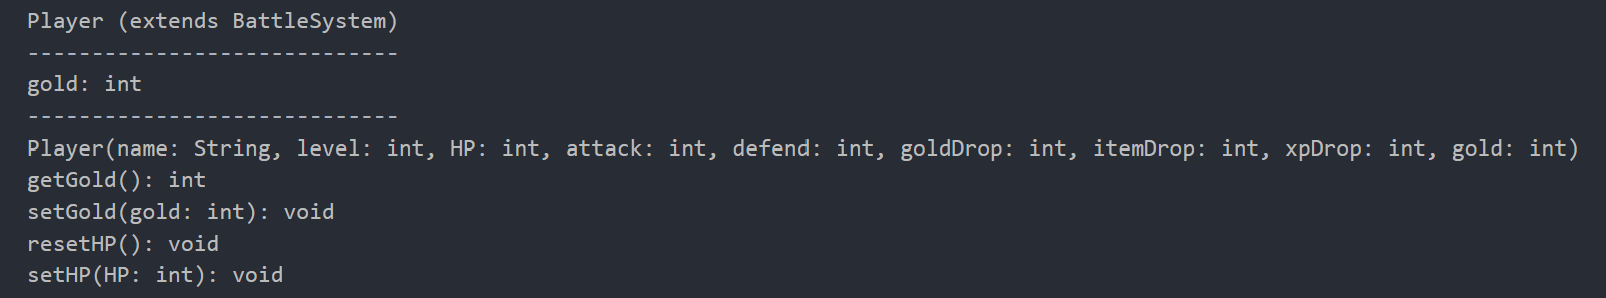 Player (extends BattleSystem)
-----------------------------
gold: int
-----------------------------
Player(name: String, level: int, HP: int, attack: int, defend: int, goldDrop: int, itemDrop: int, xpDrop: int, gold: int)
getGold(): int
setGold(gold: int): void
resetHP(): void
setHP(HP: int): void